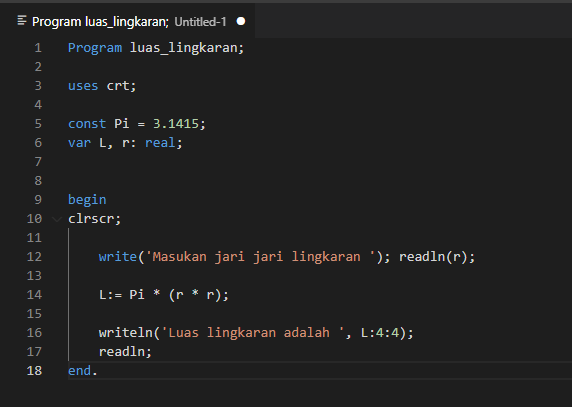 Program luas_lingkaran; Untitled-1
1 Program luas_lingkaran;
2
3 uses crt;
4
5 const Pi = 3.1415;
6 var L, r: real;
7
8
9 begin
10 clrscr;
11
12 write('Masukan jari jari lingkaran '); readln(r);
13
14 L:= Pi * (r * r);
15
16 writeln('Luas lingkaran adalah ', L:4:4);
17 readln;
18 end.